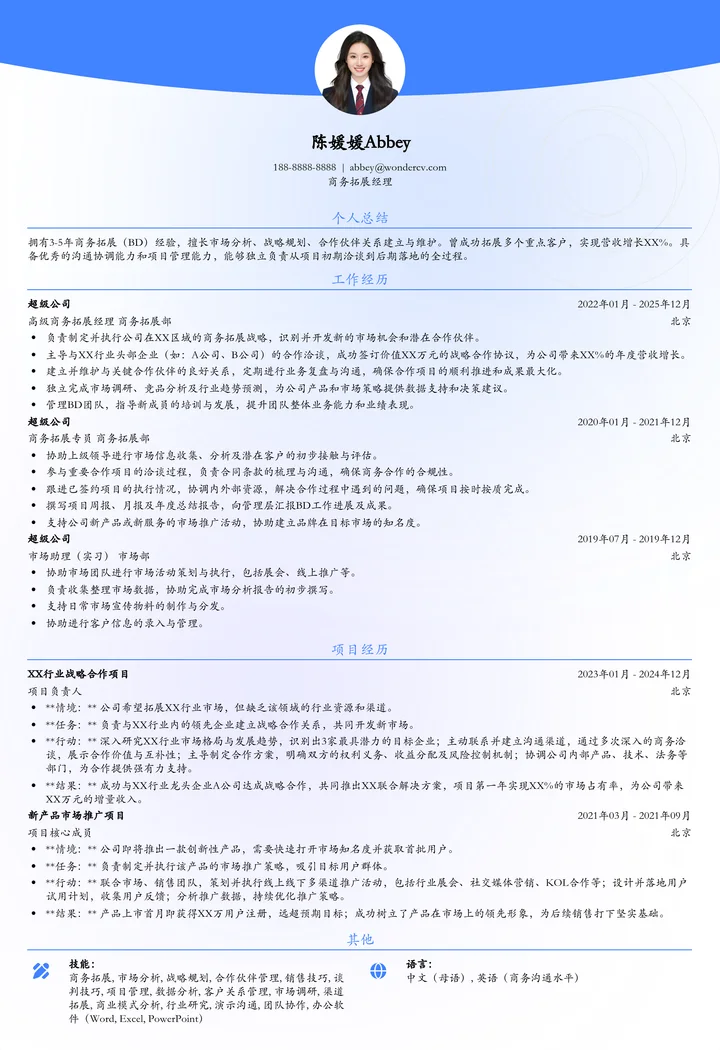 陈媛媛Abbey
188-8888-8888 | abbey@wondercv.com
商务拓展经理
个人总结
拥有3-5年商务拓展（BD）经验，擅长市场分析、战略规划、合作伙伴关系建立与维护。曾成功拓展多个重点客户，实现营收增长XX%。具
备优秀的沟通协调能力和项目管理能力，能够独立负责从项目初期洽谈到后期落地的全过程。
工作经历
超级公司 2022年01月 - 2025年12月
高级商务拓展经理 商务拓展部 北京
• 负责制定并执行公司在XX区域的商务拓展战略，识别并开发新的市场机会和潜在合作伙伴。
• 主导与XX行业头部企业（如：A公司、B公司）的合作洽谈，成功签订价值XX万元的战略合作协议，为公司带来XX%的年度营收增长。
• 建立并维护与关键合作伙伴的良好关系，定期进行业务复盘与沟通，确保合作项目的顺利推进和成果最大化。
• 独立完成市场调研、竞品分析及行业趋势预测，为公司产品和市场策略提供数据支持和决策建议。
• 管理BD团队，指导新成员的培训与发展，提升团队整体业务能力和业绩表现。
超级公司 2020年01月 - 2021年12月
商务拓展专员 商务拓展部 北京
• 协助上级领导进行市场信息收集、分析及潜在客户的初步接触与评估。
• 参与重要合作项目的洽谈过程，负责合同条款的梳理与沟通，确保商务合作的合规性。
• 跟进已签约项目的执行情况，协调内外部资源，解决合作过程中遇到的问题，确保项目按时按质完成。
• 撰写项目周报、月报及年度总结报告，向管理层汇报BD工作进展及成果。
• 支持公司新产品或新服务的市场推广活动，协助建立品牌在目标市场的知名度。
超级公司 2019年07月 - 2019年12月
市场助理（实习） 市场部 北京
• 协助市场团队进行市场活动策划与执行，包括展会、线上推广等。
• 负责收集整理市场数据，协助完成市场分析报告的初步撰写。
• 支持日常市场宣传物料的制作与分发。
• 协助进行客户信息的录入与管理。
项目经历
XX行业战略合作项目 2023年01月 - 2024年12月
项目负责人 北京
• **情境：** 公司希望拓展XX行业市场，但缺乏该领域的行业资源和渠道。
• **任务：** 负责与XX行业内的领先企业建立战略合作关系，共同开发新市场。
• **行动：** 深入研究XX行业市场格局与发展趋势，识别出3家最具潜力的目标企业；主动联系并建立沟通渠道，通过多次深入的商务洽
谈，展示合作价值与互补性；主导制定合作方案，明确双方的权利义务、收益分配及风险控制机制；协调公司内部产品、技术、法务等
部门，为合作提供强有力支持。
• **结果：** 成功与XX行业龙头企业A公司达成战略合作，共同推出XX联合解决方案，项目第一年实现XX%的市场占有率，为公司带来
XX万元的增量收入。
新产品市场推广项目 2021年03月 - 2021年09月
项目核心成员 北京
• **情境：** 公司即将推出一款创新性产品，需要快速打开市场知名度并获取首批用户。
• **任务：** 负责制定并执行该产品的市场推广策略，吸引目标用户群体。
• **行动：** 联合市场、销售团队，策划并执行线上线下多渠道推广活动，包括行业展会、社交媒体营销、KOL合作等；设计并落地用户
试用计划，收集用户反馈；分析推广数据，持续优化推广策略。
• **结果：** 产品上市首月即获得XX万用户注册，远超预期目标；成功树立了产品在市场上的领先形象，为后续销售打下坚实基础。
其他
技能：
商务拓展, 市场分析, 战略规划, 合作伙伴管理, 销售技巧, 谈
判技巧, 项目管理, 数据分析, 客户关系管理, 市场调研, 渠道
拓展, 商业模式分析, 行业研究, 演示沟通, 团队协作, 办公软
件（Word, Excel, PowerPoint）
语言：
中文（母语）, 英语（商务沟通水平）